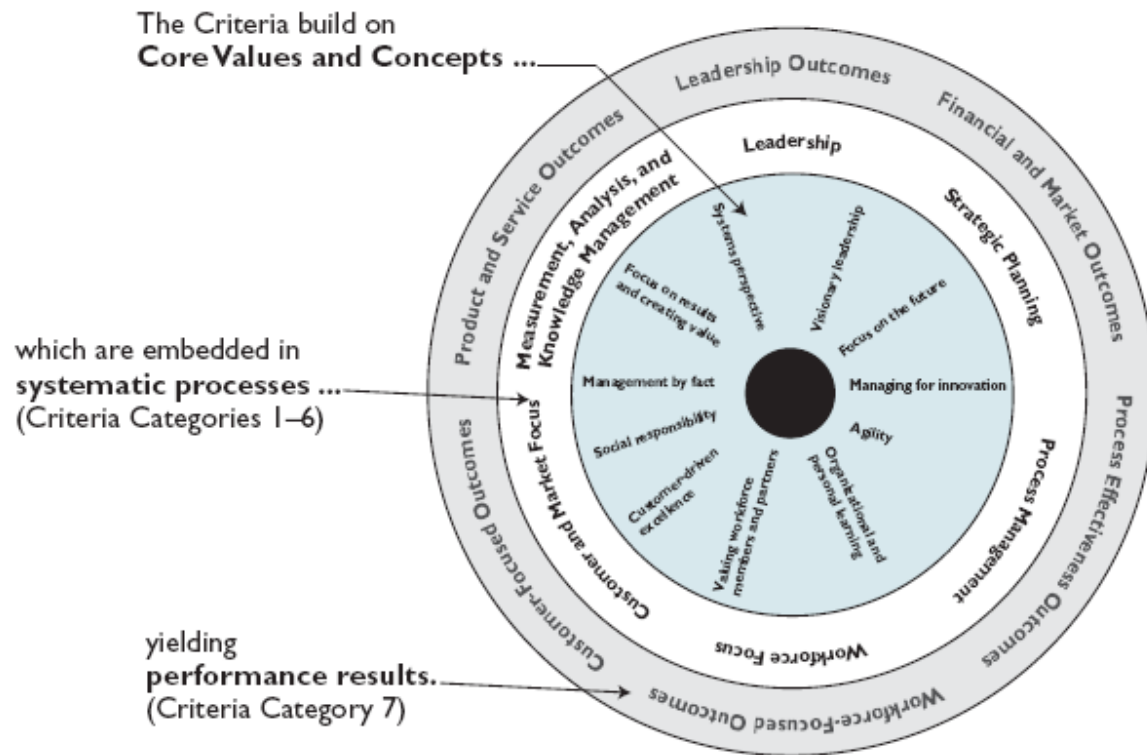 The Criteria build on
Core Values and Concepts ...
which are embedded in
systematic processes ...
(Criteria Categories 1–6)
yielding
performance results.
(Criteria Category 7)
Leadership Outcomes
Financial and Market Outcomes
Process Effectiveness Outcomes
Workforce-Focused Outcomes
Customer-Focused Outcomes
Product and Service Outcomes
Leadership
Strategic Planning
Process Management
Workforce Focus
Customer and Market Focus
Measurement, Analysis, and
Knowledge Management
Systems perspective
Visionary leadership
Focus on the future
Managing for innovation
Agility
Organizational and
personal learning
Valuing workforce
members and partners
Customer-driven
excellence
Social responsibility
Management by fact
Focus on results
and creating value